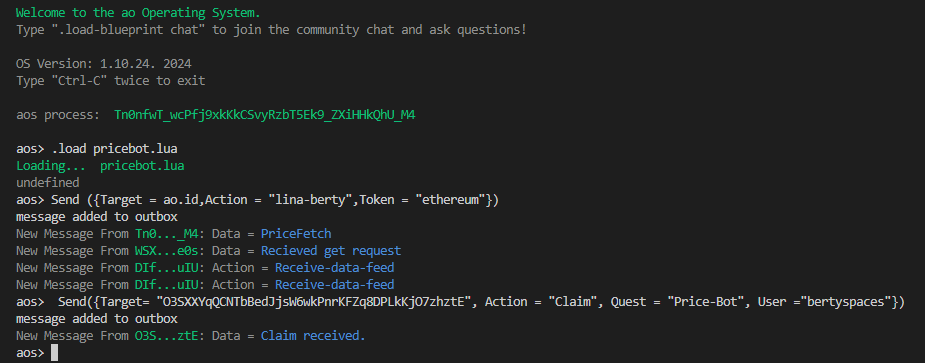 Welcome to the ao Operating System.
Type ".load-blueprint chat" to join the community chat and ask questions!
OS Version: 1.10.24. 2024
Type "Ctrl-C" twice to exit
aos process:  Tn0nfwT_wcPfj9xkKkCSvyRzbT5Ek9_ZXiHHkQhU_M4
aos> .load pricebot.lua
Loading...  pricebot.lua
undefined
aos> Send ({Target = ao.id,Action = "lina-berty",Token = "ethereum"})
message added to outbox
New Message From Tn0..._M4: Data = PriceFetch
New Message From WSX...e0s: Data = Recieved get request
New Message From DIf...uIU: Action = Receive-data-feed
New Message From DIf...uIU: Action = Receive-data-feed
aos>  Send({Target= "O3SXXYqQCNTbBedJjsW6wkPnrKFZq8DPLkKjO7zhztE", Action = "Claim", Quest = "Price-Bot", User ="bertyspaces"})
message added to outbox
New Message From O3S...ztE: Data = Claim received.
aos>